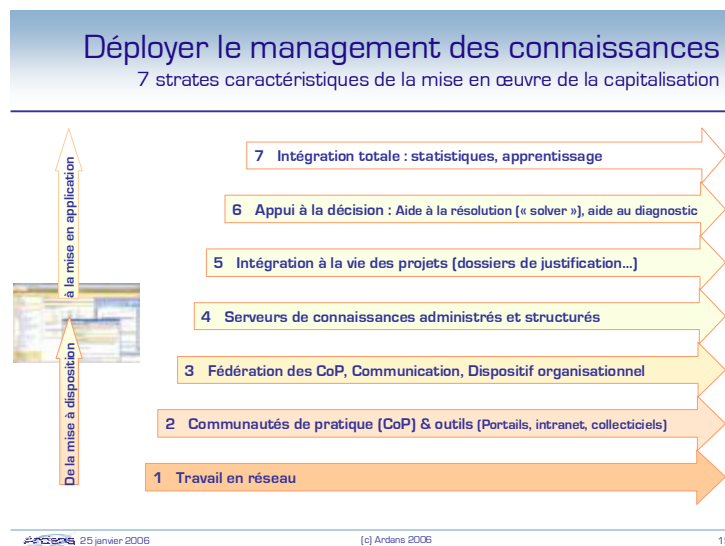 Déployer le management des connaissances
7 strates caractéristiques de la mise en œuvre de la capitalisation
7 Intégration totale : statistiques, apprentissage
6 Appui à la décision : Aide à la résolution (« solver »), aide au diagnostic
5 Intégration à la vie des projets (dossiers de justification...)
4 Serveurs de connaissances administrés et structurés
3 Fédération des CoP, Communication, Dispositif organisationnel
2 Communautés de pratique (CoP) & outils (Portails, intranet, collecticiels)
1 Travail en réseau
De la mise à disposition
à la mise en application
Ardans 25 janvier 2006
(c) Ardans 2006
1